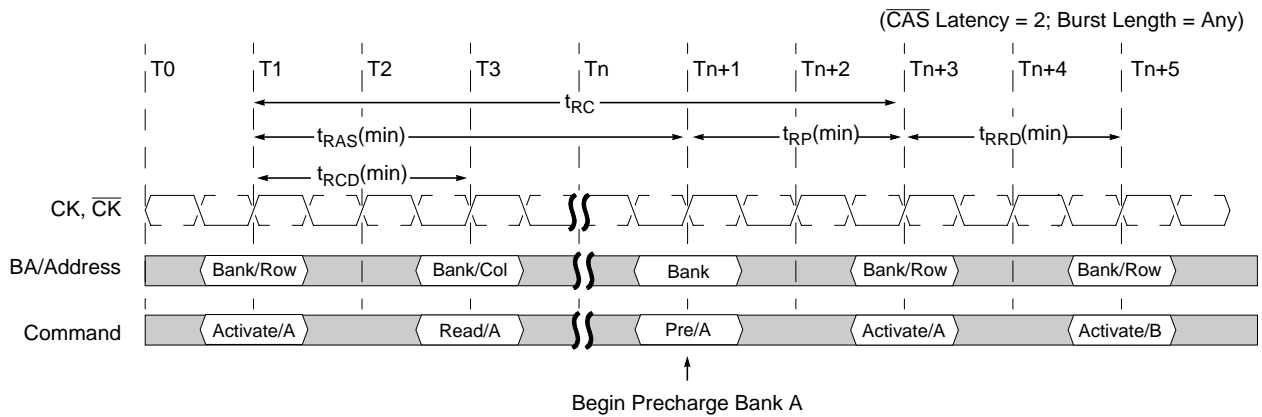 (C̅A̅S̅ Latency = 2; Burst Length = Any)
T0 T1 T2 T3 Tn Tn+1 Tn+2 Tn+3 Tn+4 Tn+5
tRC
tRAS(min) tRP(min) tRRD(min)
tRCD(min)
CK, C̅K̅
BA/Address Bank/Row Bank/Col Bank Bank/Row Bank/Row
Command Activate/A Read/A Pre/A Activate/A Activate/B
Begin Precharge Bank A